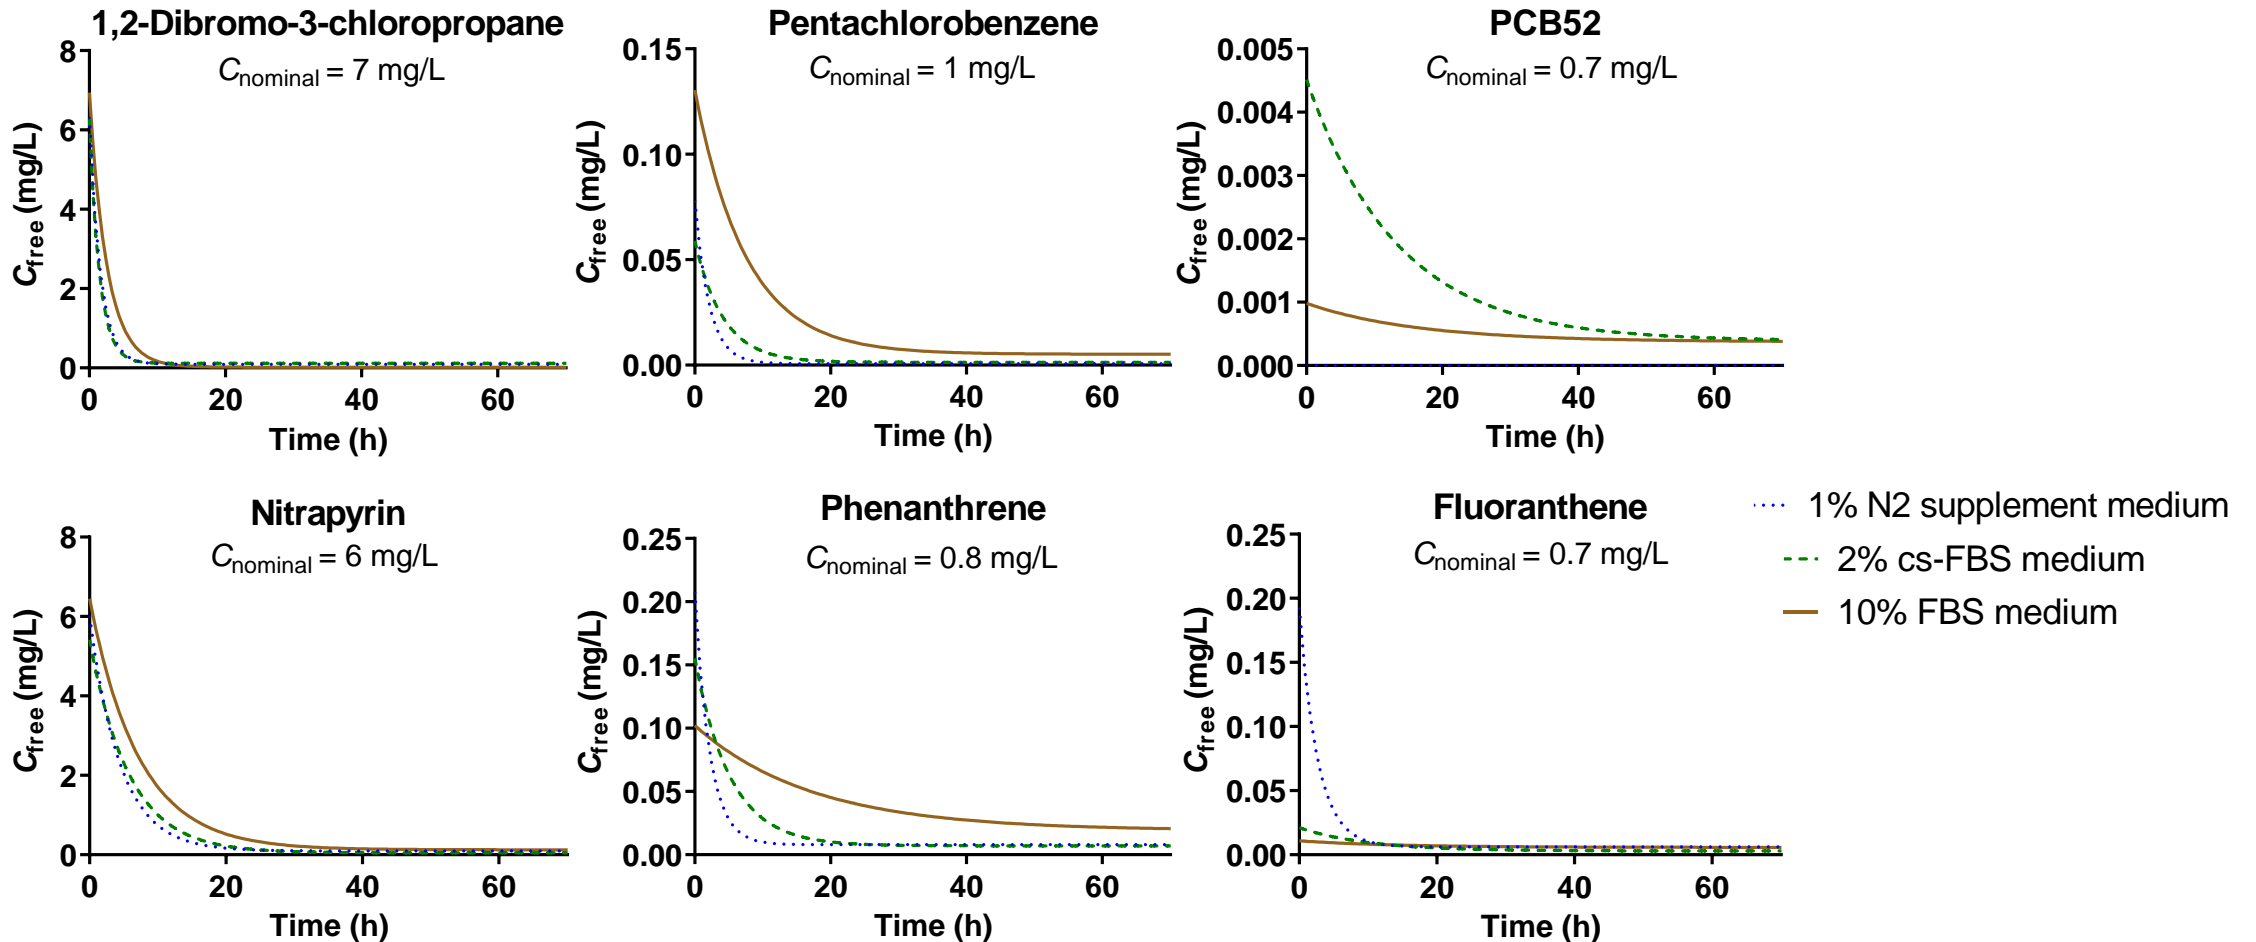 1,2-Dibromo-3-chloropropane
Cnominal = 7 mg/L
Cfree (mg/L)
8
6
4
2
0
0 20 40 60
Time (h)
Pentachlorobenzene
Cnominal = 1 mg/L
Cfree (mg/L)
0.15
0.10
0.05
0.00
0 20 40 60
Time (h)
PCB52
Cnominal = 0.7 mg/L
Cfree (mg/L)
0.005
0.004
0.003
0.002
0.001
0.000
0 20 40 60
Time (h)
Nitrapyrin
Cnominal = 6 mg/L
Cfree (mg/L)
8
6
4
2
0
0 20 40 60
Time (h)
Phenanthrene
Cnominal = 0.8 mg/L
Cfree (mg/L)
0.25
0.20
0.15
0.10
0.05
0.00
0 20 40 60
Time (h)
Fluoranthene
Cnominal = 0.7 mg/L
Cfree (mg/L)
0.25
0.20
0.15
0.10
0.05
0.00
0 20 40 60
Time (h)
1% N2 supplement medium
2% cs-FBS medium
10% FBS medium